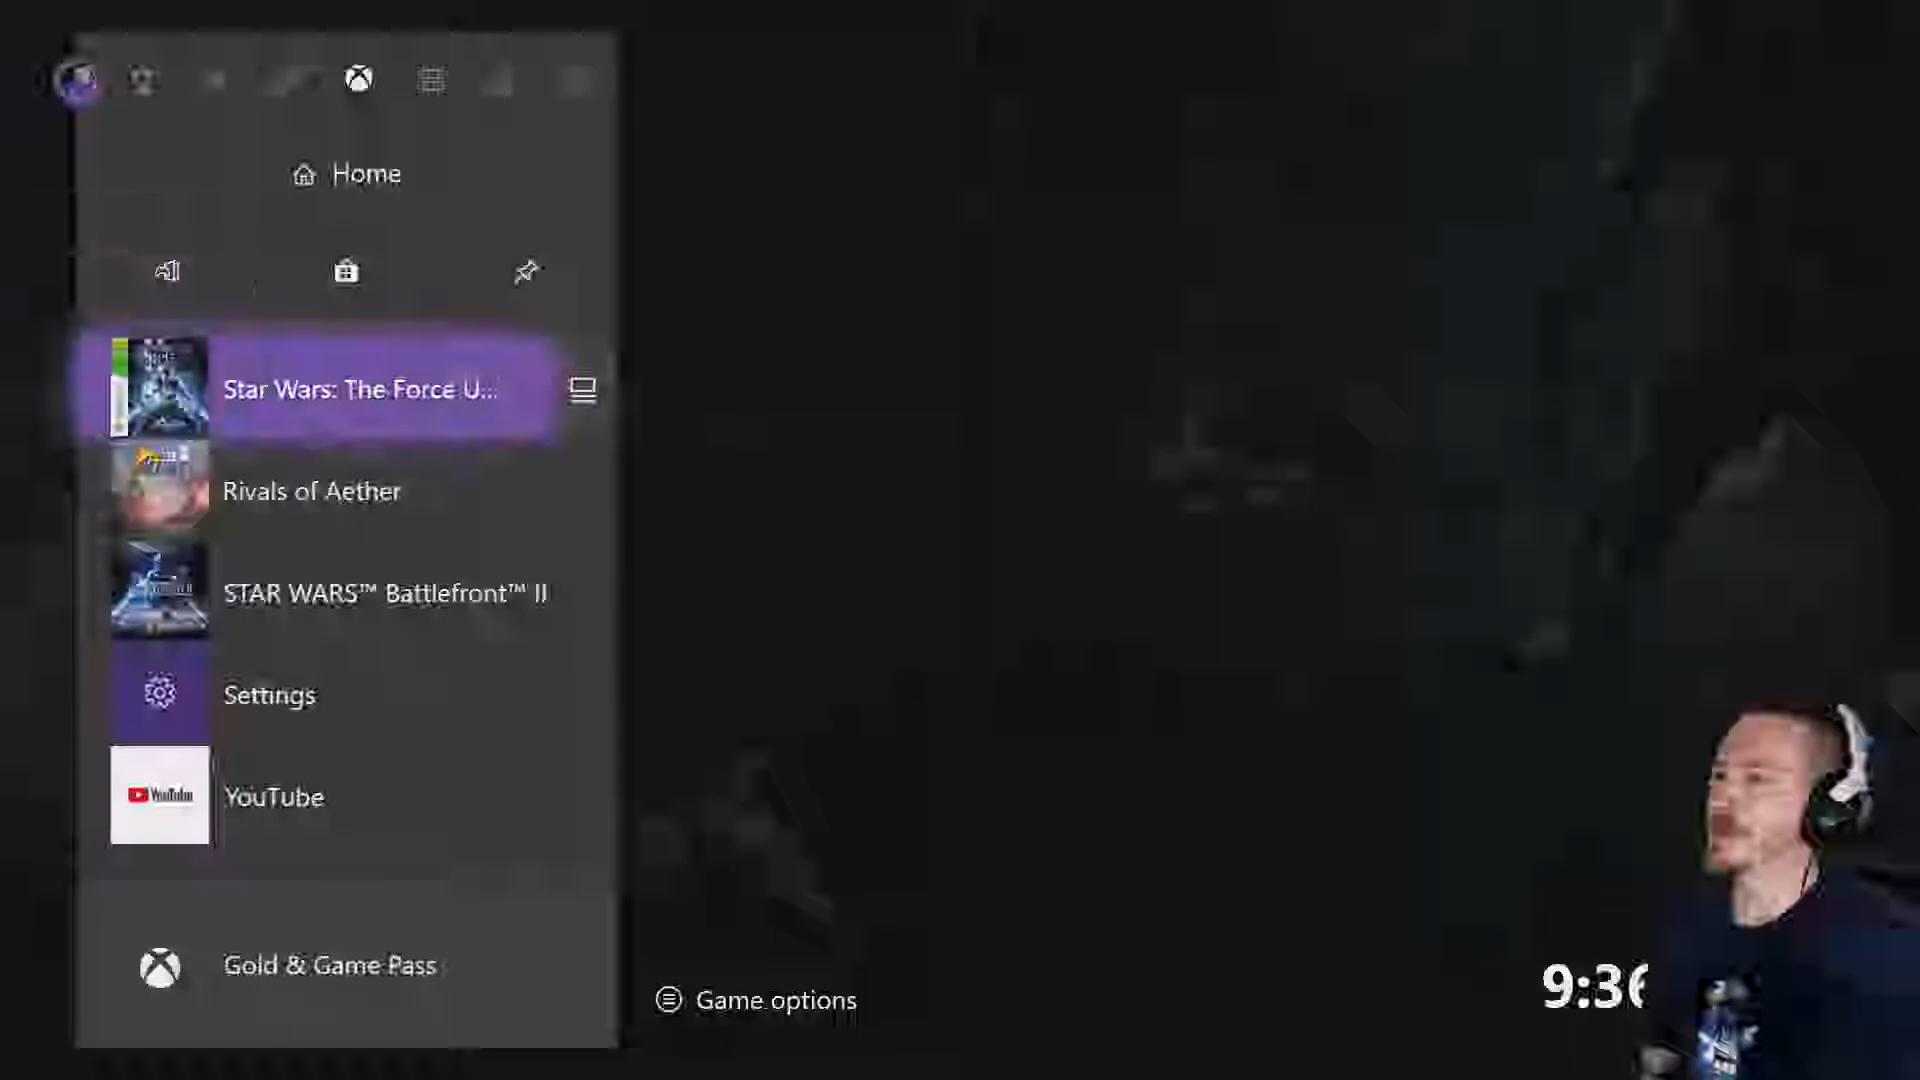 Home
Star Wars: The Force U...
Rivals of Aether
STAR WARS™ Battlefront™ II
Settings
YouTube
YouTube
Gold & Game Pass
Game options
9:36